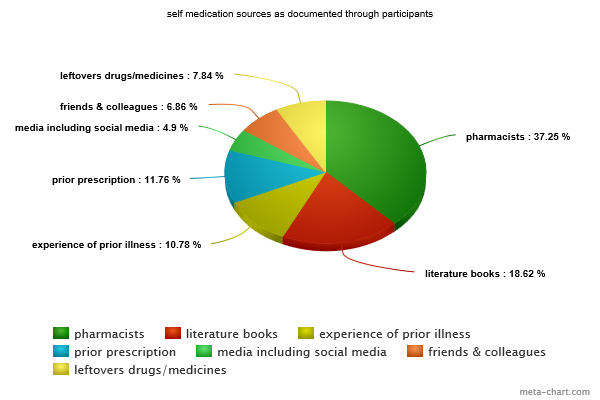 self medication sources as documented through participants
leftovers drugs/medicines : 7.84 %
friends & colleagues : 6.86 %
media including social media : 4.9 %
pharmacists : 37.25 %
prior prescription : 11.76 %
experience of prior illness : 10.78 %
literature books : 18.62 %
pharmacists literature books experience of prior illness
prior prescription media including social media friends & colleagues
leftovers drugs/medicines
meta-chart.com